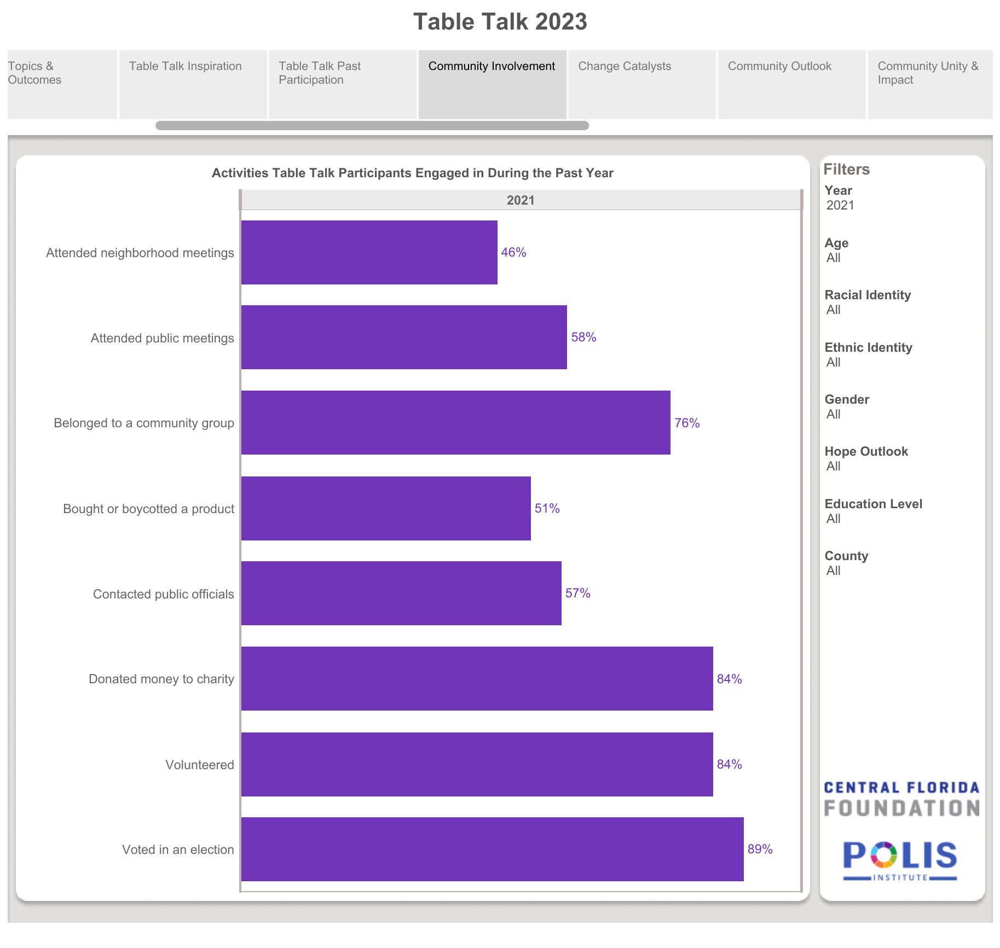 Table Talk 2023
Topics &
Outcomes
Table Talk Inspiration
Table Talk Past
Participation
Community Involvement
Change Catalysts
Community Outlook
Community Unity &
Impact
Activities Table Talk Participants Engaged in During the Past Year
2021
Attended neighborhood meetings 46%
Attended public meetings 58%
Belonged to a community group 76%
Bought or boycotted a product 51%
Contacted public officials 57%
Donated money to charity 84%
Volunteered 84%
Voted in an election 89%
Filters
Year
2021
Age
All
Racial Identity
All
Ethnic Identity
All
Gender
All
Hope Outlook
All
Education Level
All
County
All
CENTRAL FLORIDA
FOUNDATION
POLIS
INSTITUTE